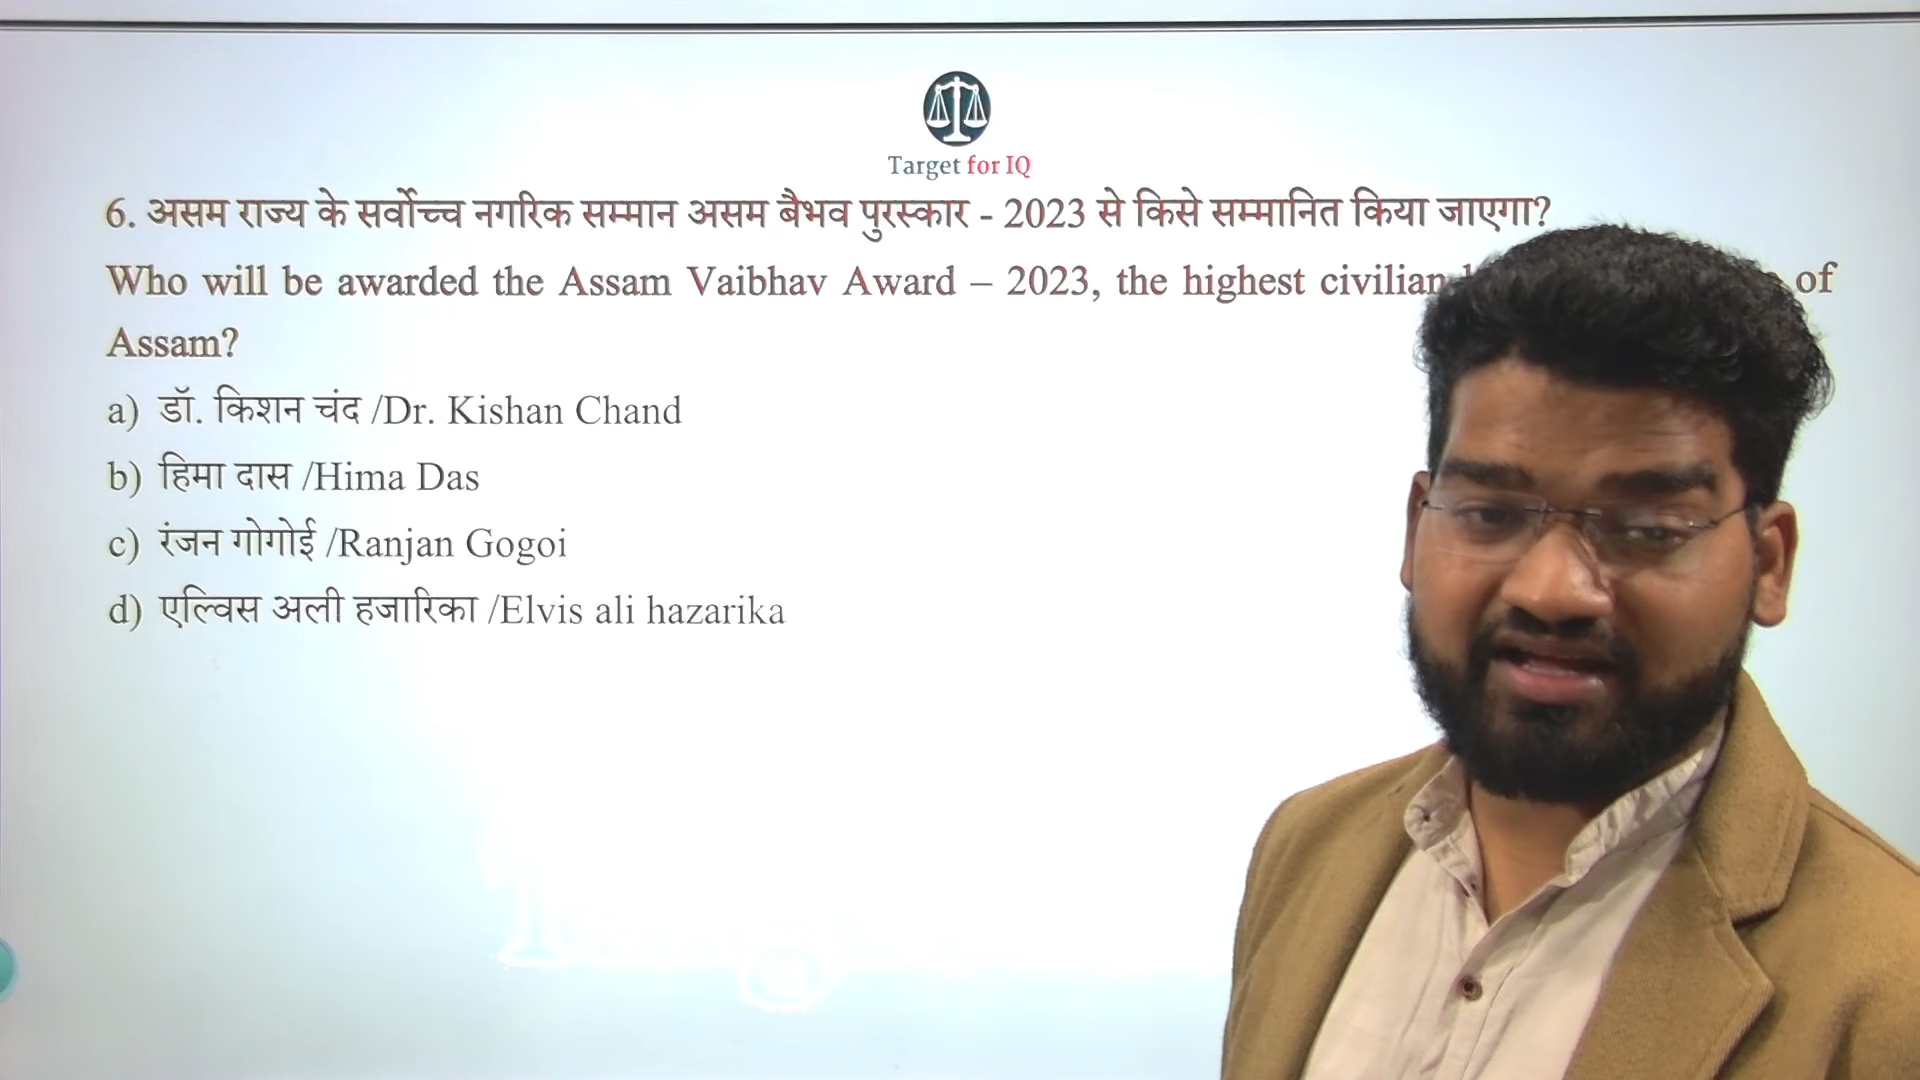 Target for IQ
6. असम राज्य के सर्वोच्च नगरिक सम्मान असम बैभव पुरस्कार - 2023 से किसे सम्मानित किया जाएगा?
Who will be awarded the Assam Vaibhav Award – 2023, the highest civilian of
Assam?
a) डॉ. किशन चंद /Dr. Kishan Chand
b) हिमा दास /Hima Das
c) रंजन गोगोई /Ranjan Gogoi
d) एल्विस अली हजारिका /Elvis ali hazarika